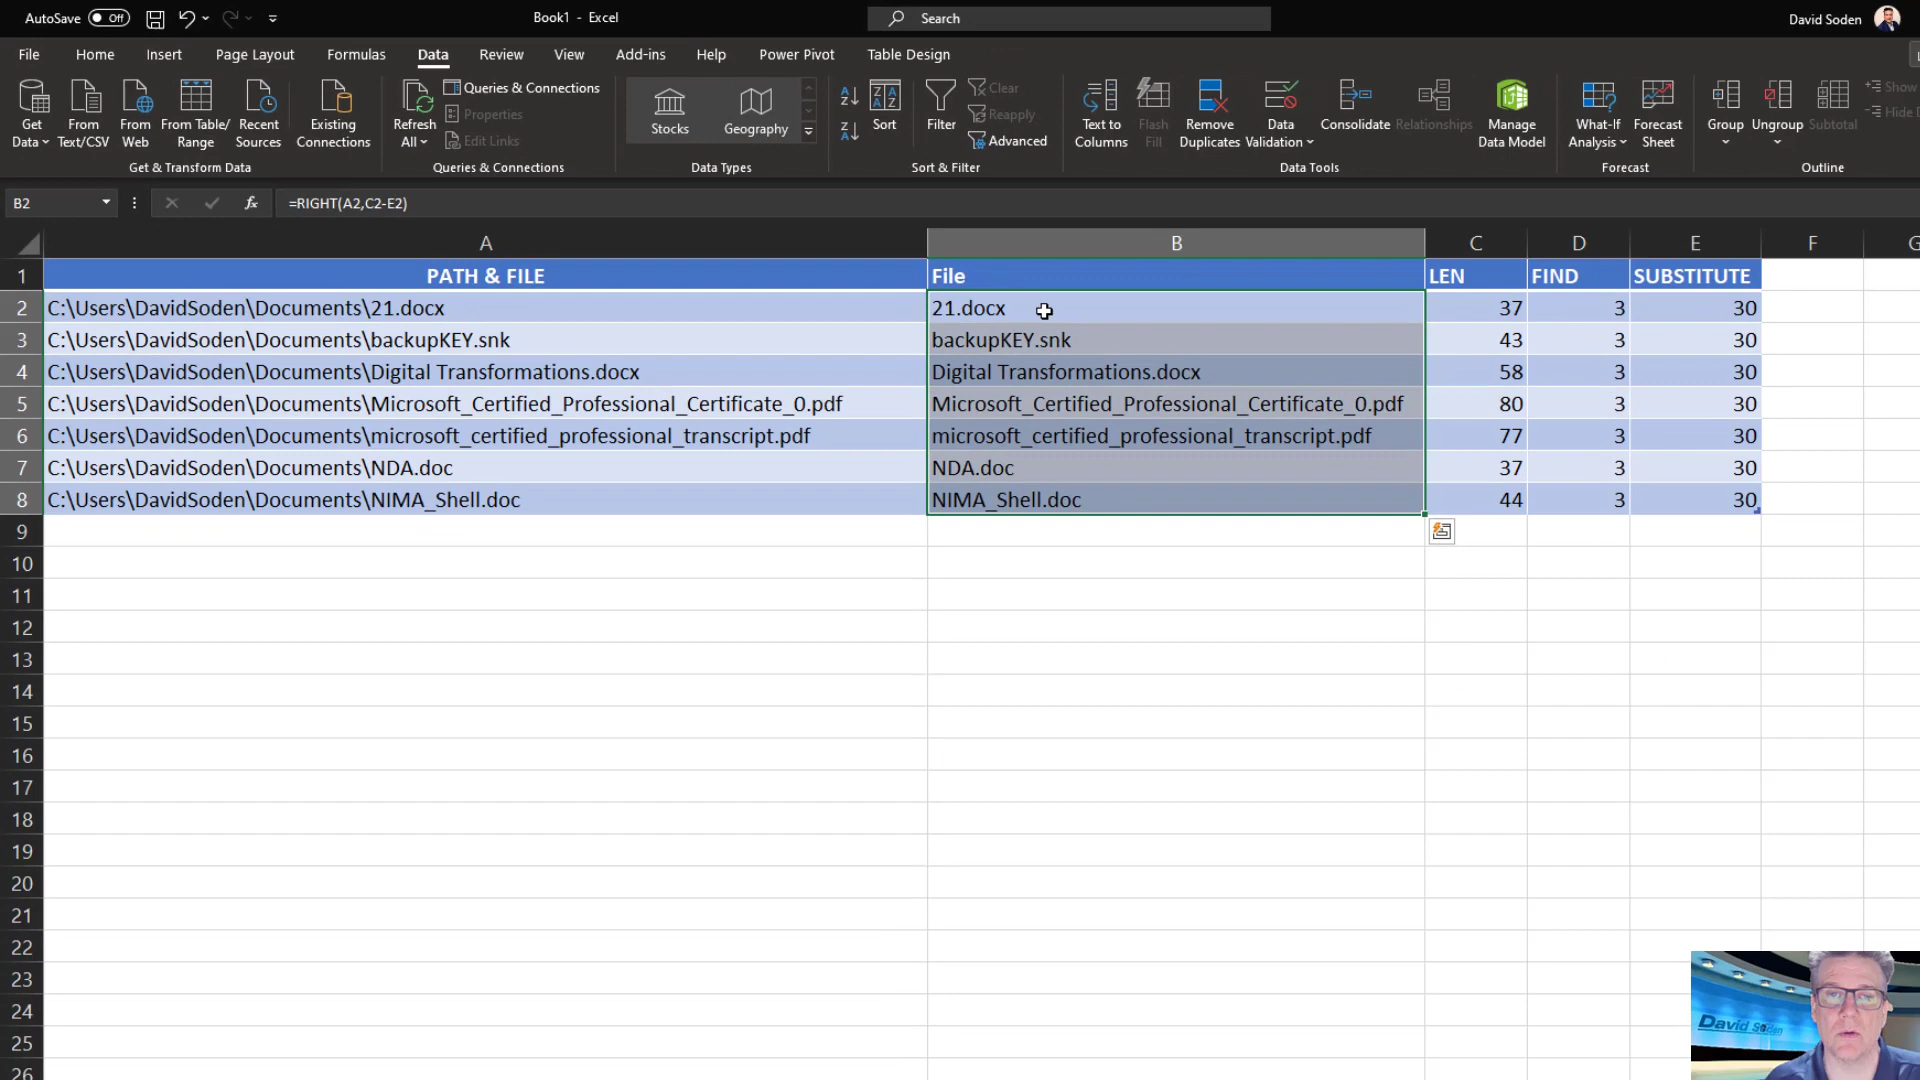 AutoSave Off
Book1 - Excel
Search
David Soden
File Home Insert Page Layout Formulas Data Review View Add-ins Help Power Pivot Table Design
Get Data
From Text/CSV
From Web
From Table/ Range
Recent Sources
Existing Connections
Get & Transform Data
Refresh All
Queries & Connections
Properties
Edit Links
Queries & Connections
Stocks
Geography
Data Types
Sort
Filter
Clear
Reapply
Advanced
Sort & Filter
Text to Columns
Flash Fill
Remove Duplicates
Data Validation
Consolidate
Relationships
Manage Data Model
Data Tools
What-If Analysis
Forecast Sheet
Forecast
Group
Ungroup
Subtotal
Show
Hide
Outline
B2 fx =RIGHT(A2,C2-E2)
A B C D E F G
1 PATH & FILE File LEN FIND SUBSTITUTE
2 C:\Users\DavidSoden\Documents\21.docx 21.docx 37 3 30
3 C:\Users\DavidSoden\Documents\backupKEY.snk backupKEY.snk 43 3 30
4 C:\Users\DavidSoden\Documents\Digital Transformations.docx Digital Transformations.docx 58 3 30
5 C:\Users\DavidSoden\Documents\Microsoft_Certified_Professional_Certificate_0.pdf Microsoft_Certified_Professional_Certificate_0.pdf 80 3 30
6 C:\Users\DavidSoden\Documents\microsoft_certified_professional_transcript.pdf microsoft_certified_professional_transcript.pdf 77 3 30
7 C:\Users\DavidSoden\Documents\NDA.doc NDA.doc 37 3 30
8 C:\Users\DavidSoden\Documents\NIMA_Shell.doc NIMA_Shell.doc 44 3 30
9
10
11
12
13
14
15
16
17
18
19
20
21
22
23
24
25
26
David Soden